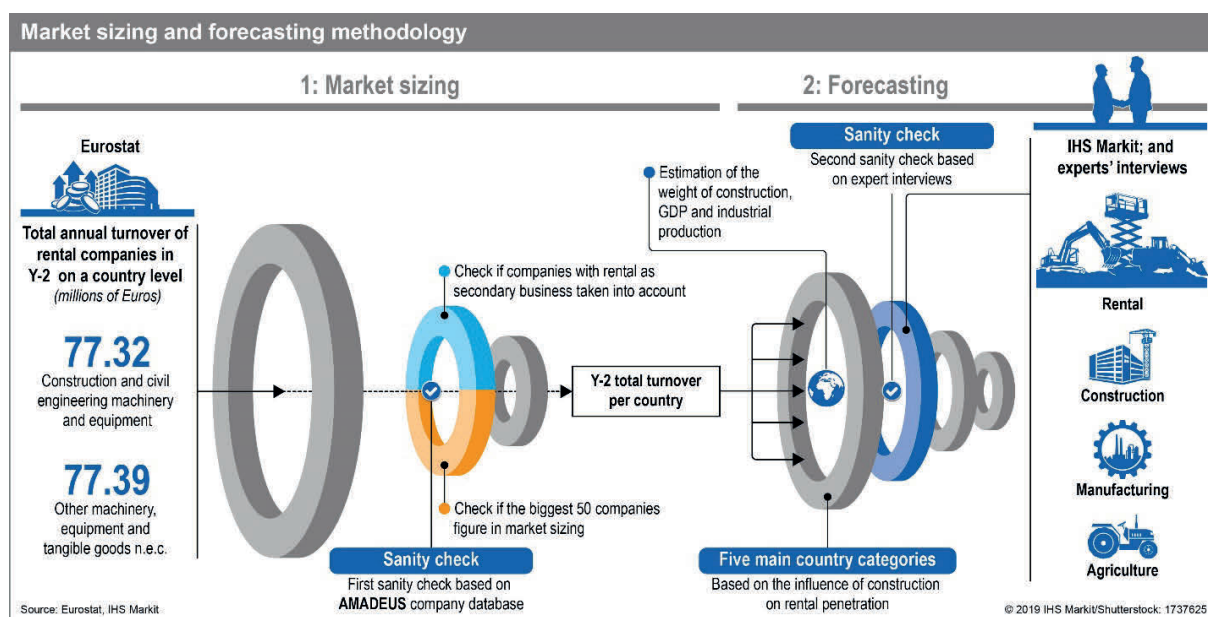 Market sizing and forecasting methodology
1: Market sizing
2: Forecasting
Eurostat
Total annual turnover of
rental companies in
Y-2 on a country level
(millions of Euros)
77.32
Construction and civil
engineering machinery
and equipment
77.39
Other machinery,
equipment and
tangible goods n.e.c.
Check if companies with rental as
secondary business taken into account
Check if the biggest 50 companies
figure in market sizing
Sanity check
First sanity check based on
AMADEUS company database
Y-2 total turnover
per country
Estimation of the
weight of construction,
GDP and industrial
production
Sanity check
Second sanity check based
on expert interviews
Five main country categories
Based on the influence of construction
on rental penetration
IHS Markit; and
experts' interviews
Rental
Construction
Manufacturing
Agriculture
Source: Eurostat, IHS Markit
© 2019 IHS Markit/Shutterstock: 1737625